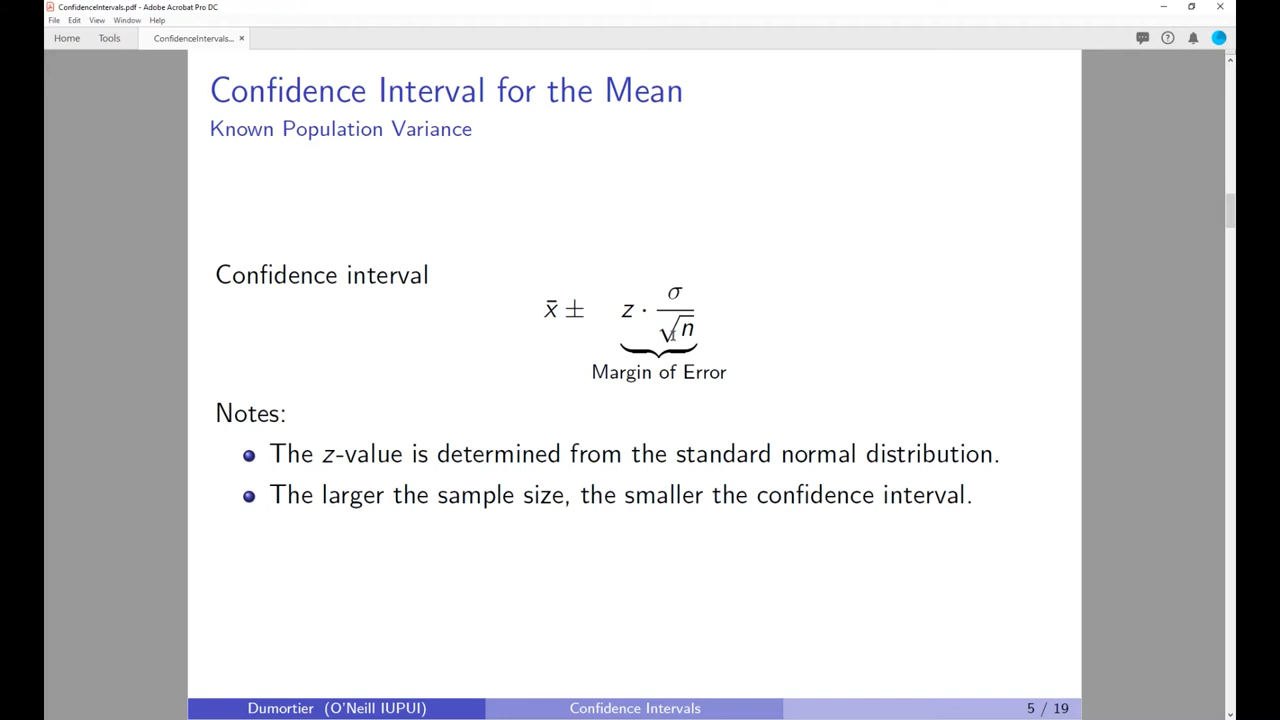 ConfidenceIntervals.pdf - Adobe Acrobat Pro DC
File Edit View Window Help
Home Tools ConfidenceIntervals... ×
Confidence Interval for the Mean
Known Population Variance
Confidence interval
x̄ ± z · σ/√n
Margin of Error
Notes:
The z-value is determined from the standard normal distribution.
The larger the sample size, the smaller the confidence interval.
Dumortier (O'Neill IUPUI) Confidence Intervals 5 / 19